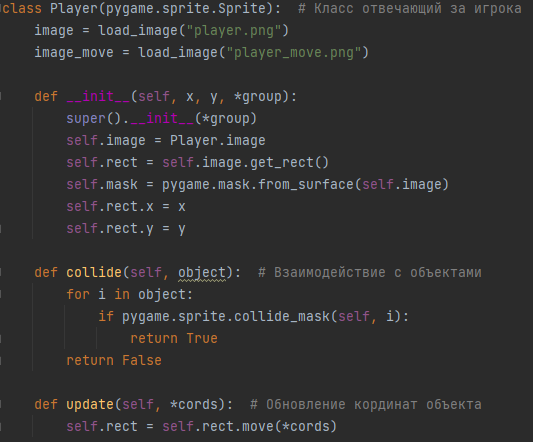 class Player(pygame.sprite.Sprite):  # Класс отвечающий за игрока
    image = load_image("player.png")
    image_move = load_image("player_move.png")

    def __init__(self, x, y, *group):
        super().__init__(*group)
        self.image = Player.image
        self.rect = self.image.get_rect()
        self.mask = pygame.mask.from_surface(self.image)
        self.rect.x = x
        self.rect.y = y

    def collide(self, object):  # Взаимодействие с объектами
        for i in object:
            if pygame.sprite.collide_mask(self, i):
                return True
        return False

    def update(self, *cords):  # Обновление кординат объекта
        self.rect = self.rect.move(*cords)